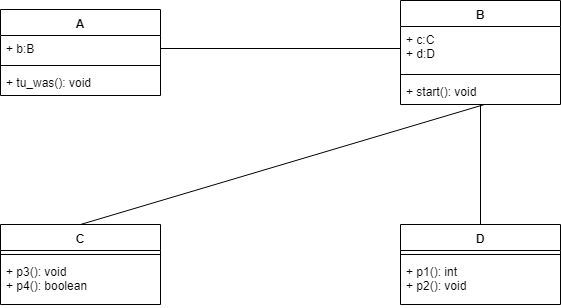 A
+ b:B
+ tu_was(): void
B
+ c:C
+ d:D
+ start(): void
C
+ p3(): void
+ p4(): boolean
D
+ p1(): int
+ p2(): void